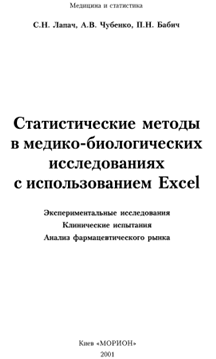 Медицина и статистика
С.Н. Лапач, А.В. Чубенко, П.Н. Бабич
Статистические методы
в медико-биологических
исследованиях
с использованием Excel
Экспериментальные исследования
Клинические испытания
Анализ фармацевтического рынка
Киев «МОРИОН»
2001